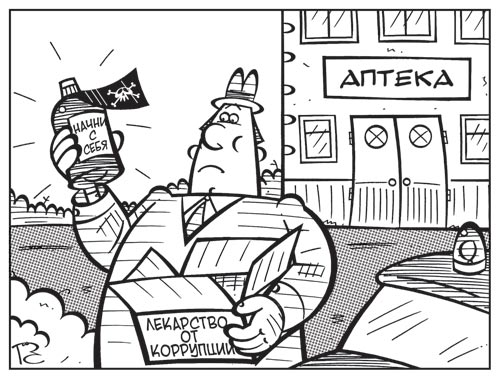 АПТЕКА
НАЧНИ
С
СЕБЯ
ЛЕКАРСТВО
ОТ
КОРРУПЦИИ